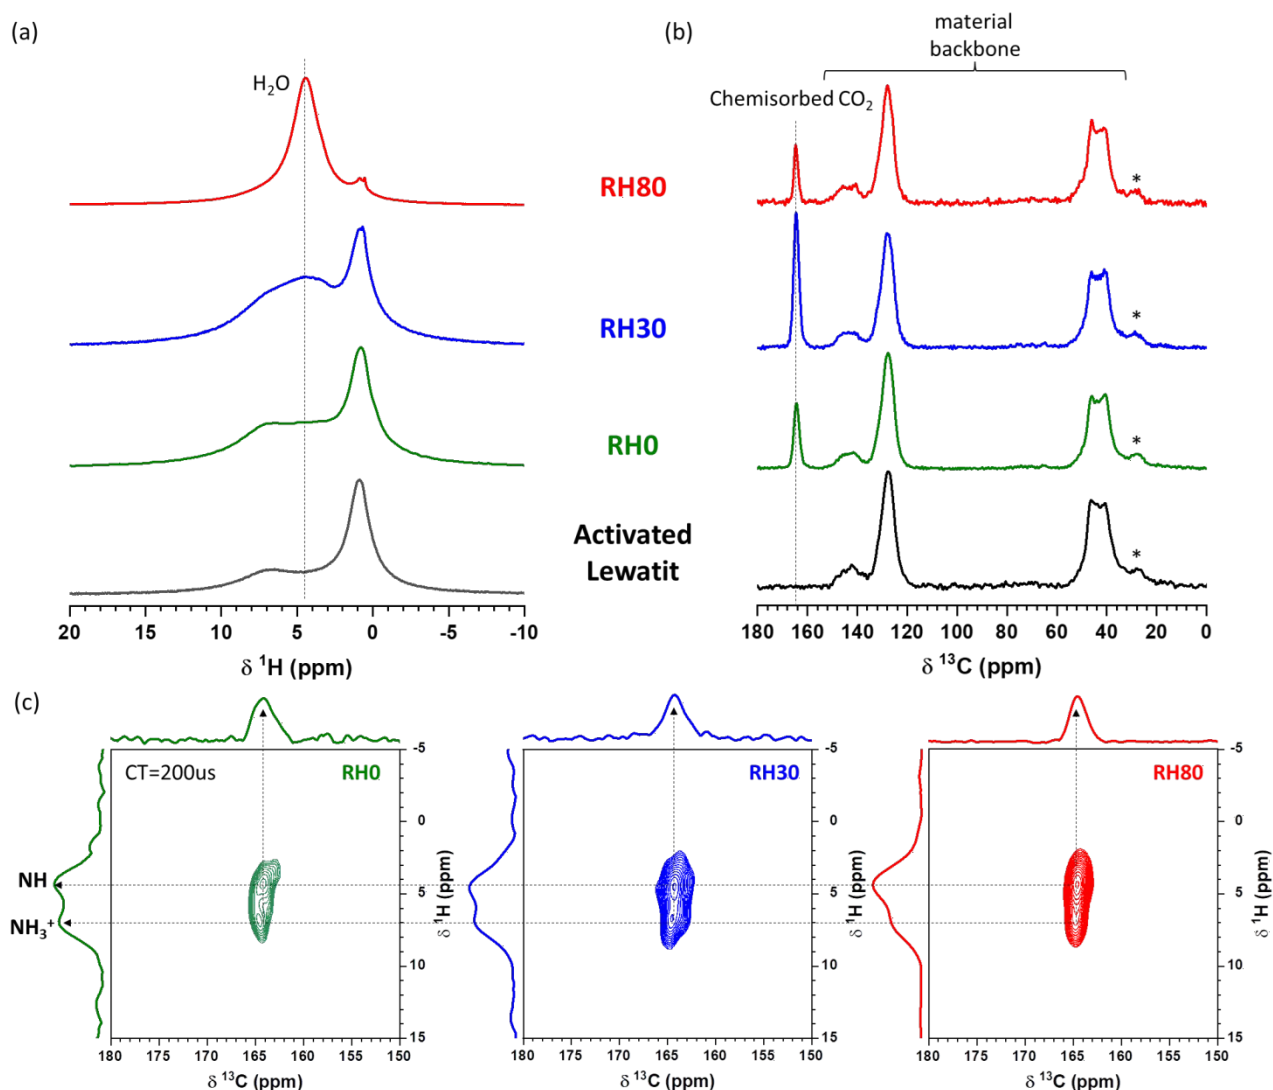 (a)
H₂O
20 15 10 5 0 -5 -10
δ ¹H (ppm)
RH80
RH30
RH0
Activated
Lewatit
(b)
material
backbone
Chemisorbed CO₂
*
*
*
*
180 160 140 120 100 80 60 40 20 0
δ ¹³C (ppm)
(c)
NH
NH₃⁺
CT=200us
RH0
-5
0
5
10
15
δ ¹H (ppm)
180 175 170 165 160 155 150
δ ¹³C (ppm)
RH30
-5
0
5
10
15
δ ¹H (ppm)
180 175 170 165 160 155 150
δ ¹³C (ppm)
RH80
-5
0
5
10
15
δ ¹H (ppm)
180 175 170 165 160 155 150
δ ¹³C (ppm)